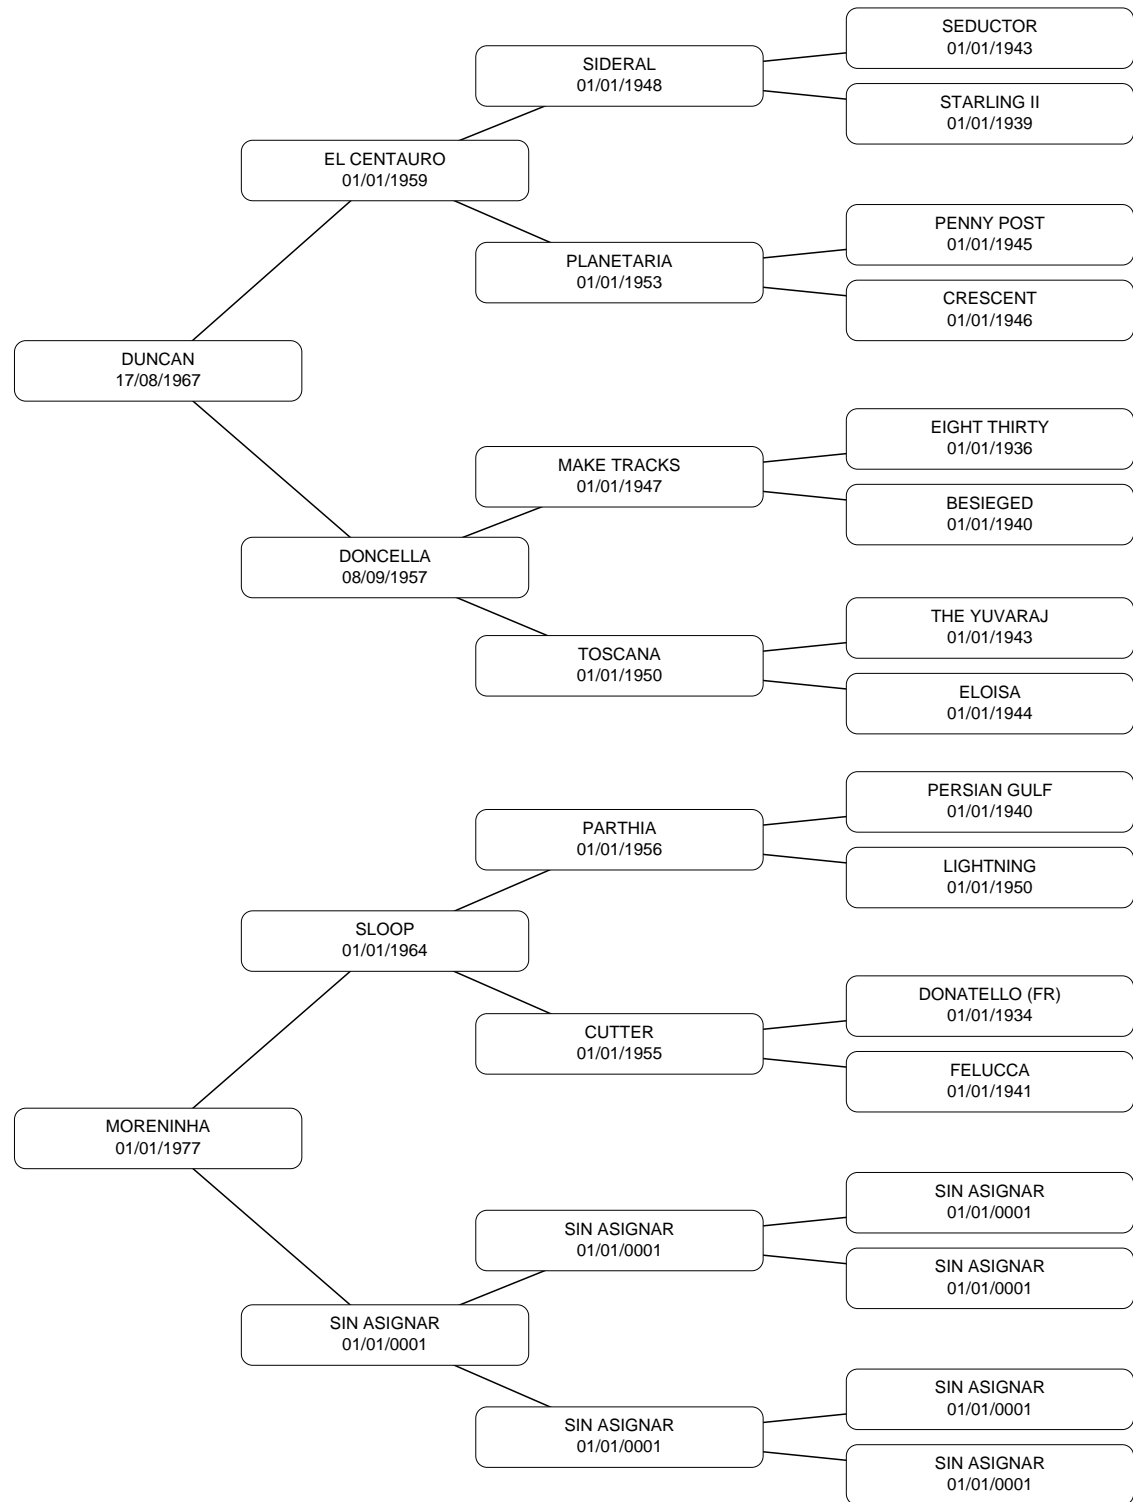 SEDUCTOR
01/01/1943
SIDERAL
01/01/1948
STARLING II
01/01/1939
EL CENTAURO
01/01/1959
PENNY POST
01/01/1945
PLANETARIA
01/01/1953
CRESCENT
01/01/1946
DUNCAN
17/08/1967
EIGHT THIRTY
01/01/1936
MAKE TRACKS
01/01/1947
BESIEGED
01/01/1940
DONCELLA
08/09/1957
THE YUVARAJ
01/01/1943
TOSCANA
01/01/1950
ELOISA
01/01/1944
PERSIAN GULF
01/01/1940
PARTHIA
01/01/1956
LIGHTNING
01/01/1950
SLOOP
01/01/1964
DONATELLO (FR)
01/01/1934
CUTTER
01/01/1955
FELUCCA
01/01/1941
MORENINHA
01/01/1977
SIN ASIGNAR
01/01/0001
SIN ASIGNAR
01/01/0001
SIN ASIGNAR
01/01/0001
SIN ASIGNAR
01/01/0001
SIN ASIGNAR
01/01/0001
SIN ASIGNAR
01/01/0001
SIN ASIGNAR
01/01/0001